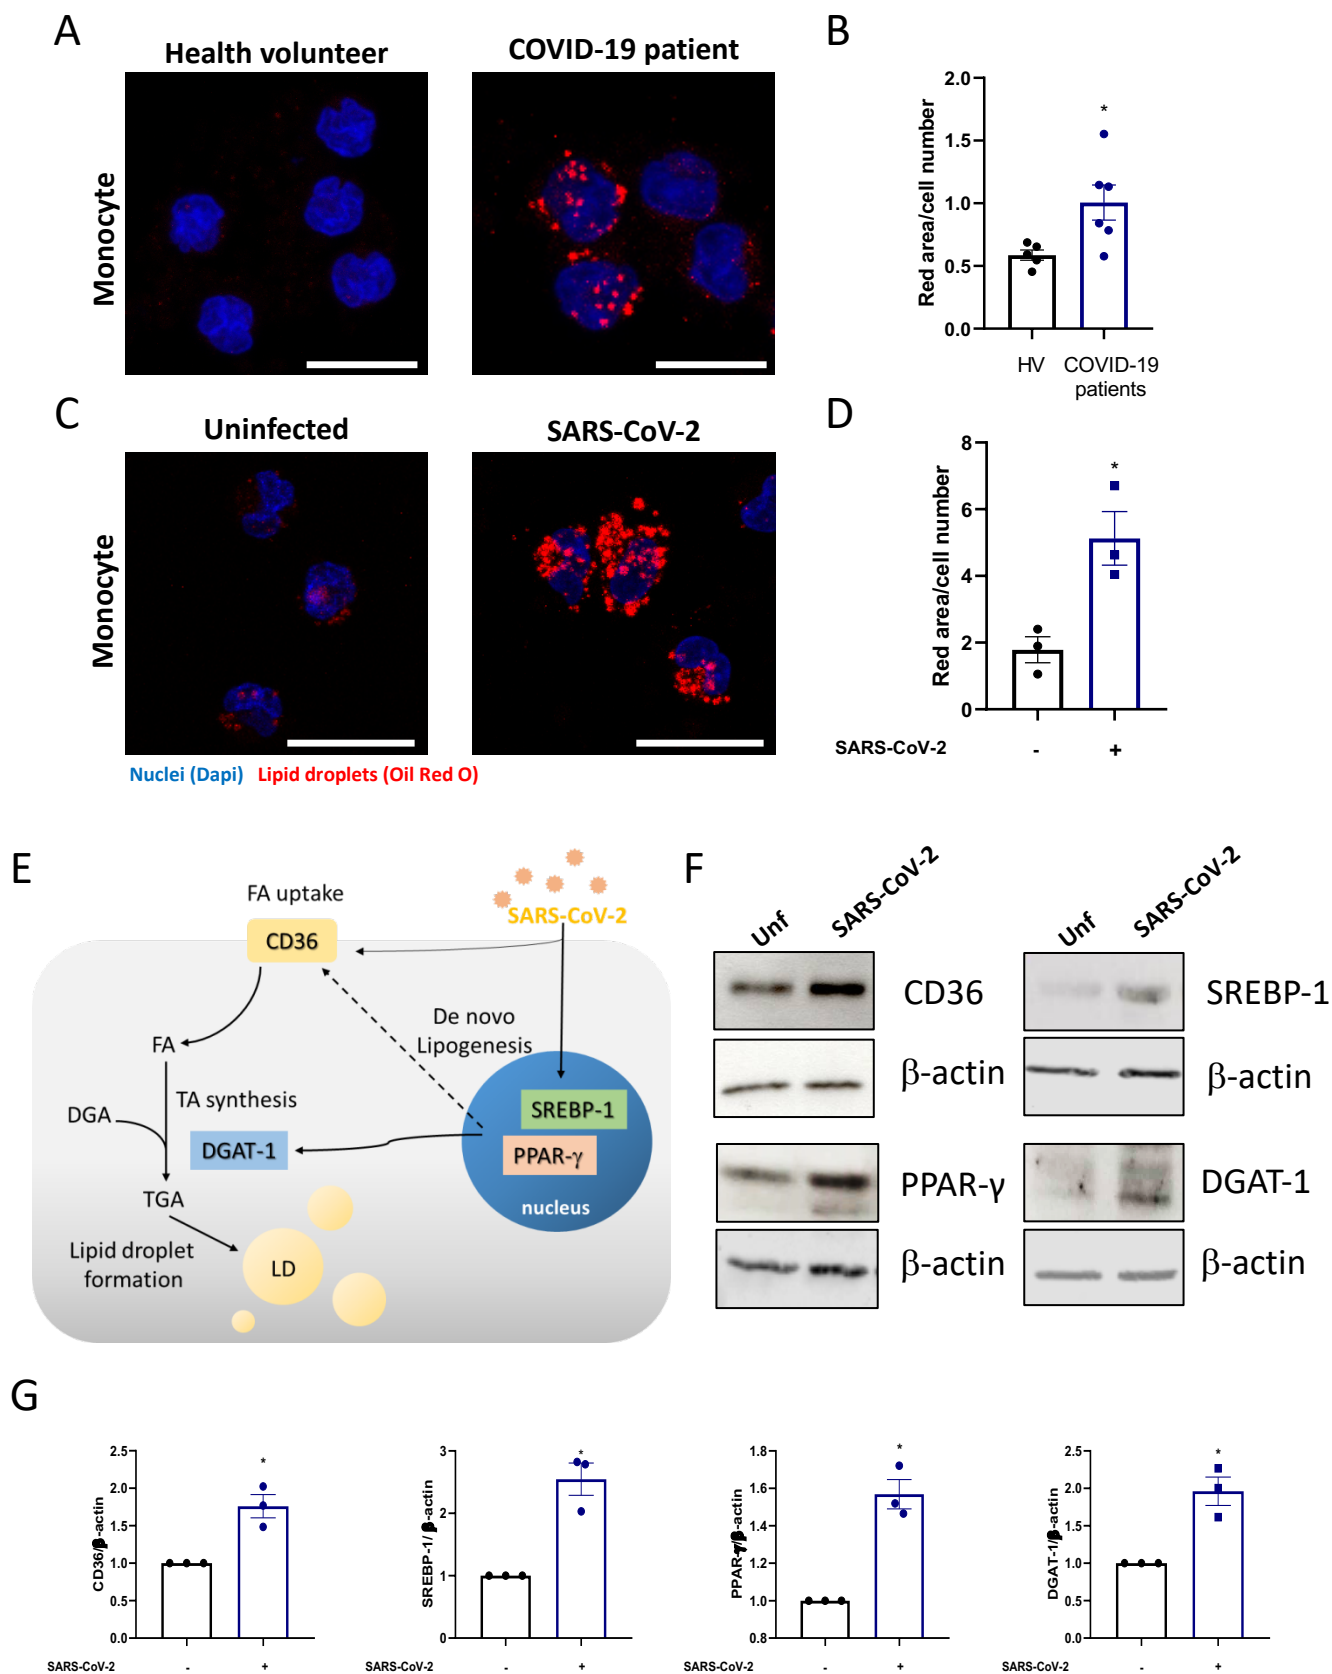 A
Health volunteer
COVID-19 patient
Monocyte
B
Red area/cell number
2.0
1.5
1.0
0.5
0.0
*
HV
COVID-19
patients
C
Uninfected
SARS-CoV-2
Monocyte
Nuclei (Dapi) Lipid droplets (Oil Red O)
D
Red area/cell number
8
6
4
2
0
*
SARS-CoV-2 - +
E
FA uptake
SARS-CoV-2
CD36
De novo
Lipogenesis
FA
TA synthesis
DGA
DGAT-1
SREBP-1
PPAR-γ
nucleus
TGA
Lipid droplet
formation
LD
F
Unf SARS-CoV-2
CD36
β-actin
PPAR-γ
β-actin
Unf SARS-CoV-2
SREBP-1
β-actin
DGAT-1
β-actin
G
CD36/β-actin
2.5
2.0
1.5
1.0
0.5
0.0
*
SARS-CoV-2 - +
SREBP-1/β-actin
3
2
1
0
*
SARS-CoV-2 - +
PPAR-γ/β-actin
1.8
1.6
1.4
1.2
1.0
0.8
*
SARS-CoV-2 - +
DGAT-1/β-actin
2.5
2.0
1.5
1.0
0.5
0.0
*
SARS-CoV-2 - +